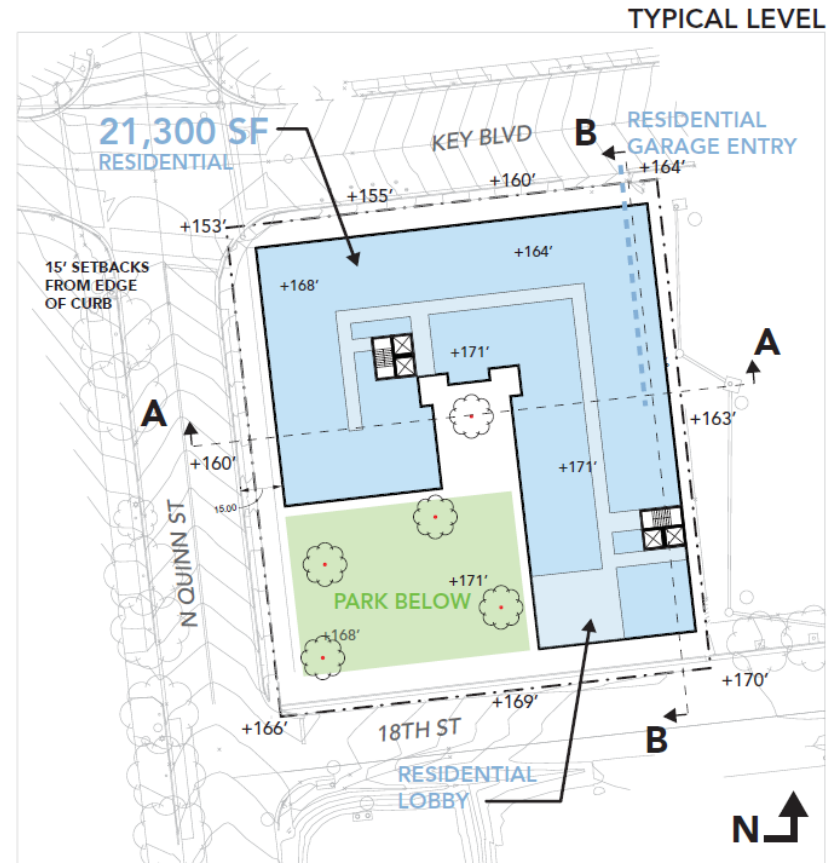 TYPICAL LEVEL
21,300 SF
RESIDENTIAL
KEY BLVD
B
RESIDENTIAL
GARAGE ENTRY
+164’
+160’
+155’
+153’
15’ SETBACKS
FROM EDGE
OF CURB
+164’
+168’
+171’
A
A
+163’
+160’
+171’
15.00
N QUINN ST
+171’
PARK BELOW
+168’
+170’
+169’
+166’
18TH ST
B
RESIDENTIAL
LOBBY
N